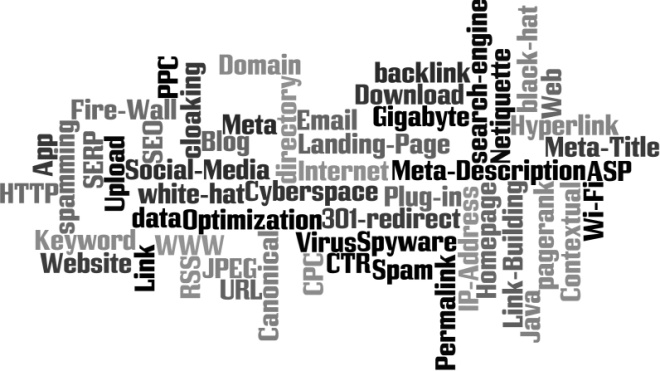 search-engine
black-hat
PPC
Domain
cloaking
backlink
Netiquette
Web
Download
Fire-Wall
directory
Gigabyte
Email
Meta
Hyperlink
SEO
Blog
App
spamming
SERP
Upload
Landing-Page
Meta-Title
Social-Media
Internet
Meta-Description
ASP
HTTP
white-hat
Cyberspace
Plug-in
Wi-Fi
data
Optimization
301-redirect
IP-Address
Homepage
Link-Building
pagerank
Contextual
Keyword
WWW
Virus
Spyware
Website
Link
RSS
JPEG
URL
Canonical
CPC
CTR
Spam
Permalink
Java